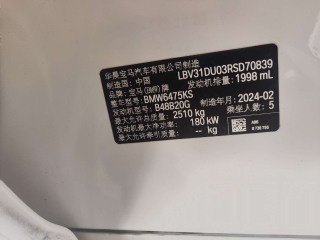 华晨宝马汽车有限公司制造
制造国：中国 LBV31DU03RSD70839
品牌：宝马(BMW)牌 发动机排量：1998 mL
整车型号：BMW6475KS
发动机型号：B48B20G 制造年月：2024-02
最大允许总质量：2510 kg 乘坐人数：5
发动机最大净功率：180 kW
最大允许牵引质量：-- kg